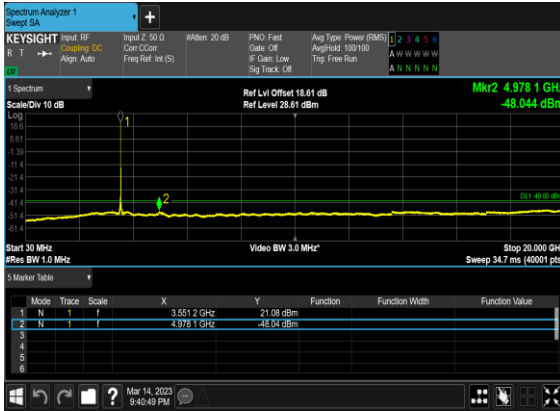 Spectrum Analyzer 1
Swept SA
KEYSIGHT
R T
Input: RF
Coupling: DC
Align: Auto
Input Z: 50 Ω
Corr CCorr
Freq Ref: Int (S)
#Atten: 20 dB
PNO: Fast
Gate: Off
IF Gain: Low
Sig Track: Off
Avg Type: Power (RMS)
Avg|Hold: 100/100
Trig: Free Run
1 2 3 4 5 6
A W W W W W
A N N N N N
1 Spectrum
Scale/Div 10 dB
Ref Lvl Offset 18.61 dB
Ref Level 28.61 dBm
Mkr2 4.978 1 GHz
-48.044 dBm
Log
18.6
8.61
-1.39
-11.4
-21.4
-31.4
-41.4
-51.4
-61.4
1
2
DL1 -40.00 dBm
Start 30 MHz
#Res BW 1.0 MHz
Video BW 3.0 MHz*
Stop 20.000 GHz
Sweep 34.7 ms (40001 pts)
5 Marker Table
Mode Trace Scale X Y Function Function Width Function Value
1 N 1 f 3.551 2 GHz 21.08 dBm
2 N 1 f 4.978 1 GHz -48.04 dBm
3
4
5
6
?
Mar 14, 2023
9:40:49 PM